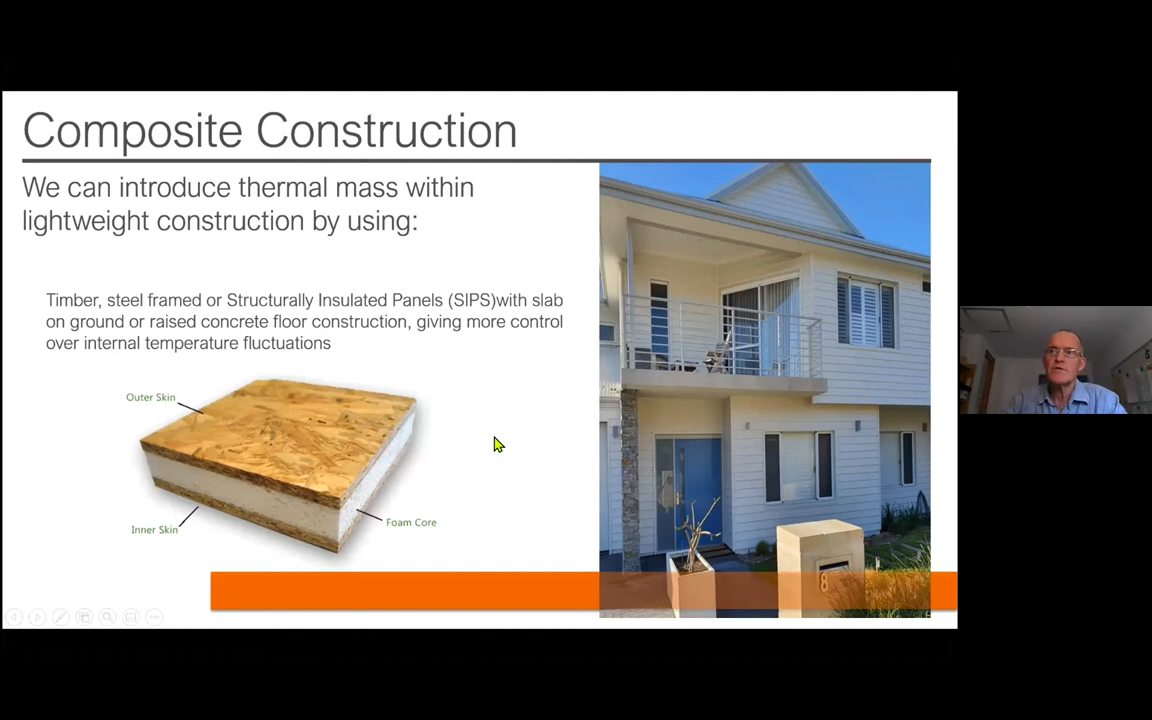 Composite Construction
We can introduce thermal mass within
lightweight construction by using:
Timber, steel framed or Structurally Insulated Panels (SIPS)with slab
on ground or raised concrete floor construction, giving more control
over internal temperature fluctuations
Outer Skin
Inner Skin
Foam Core
8